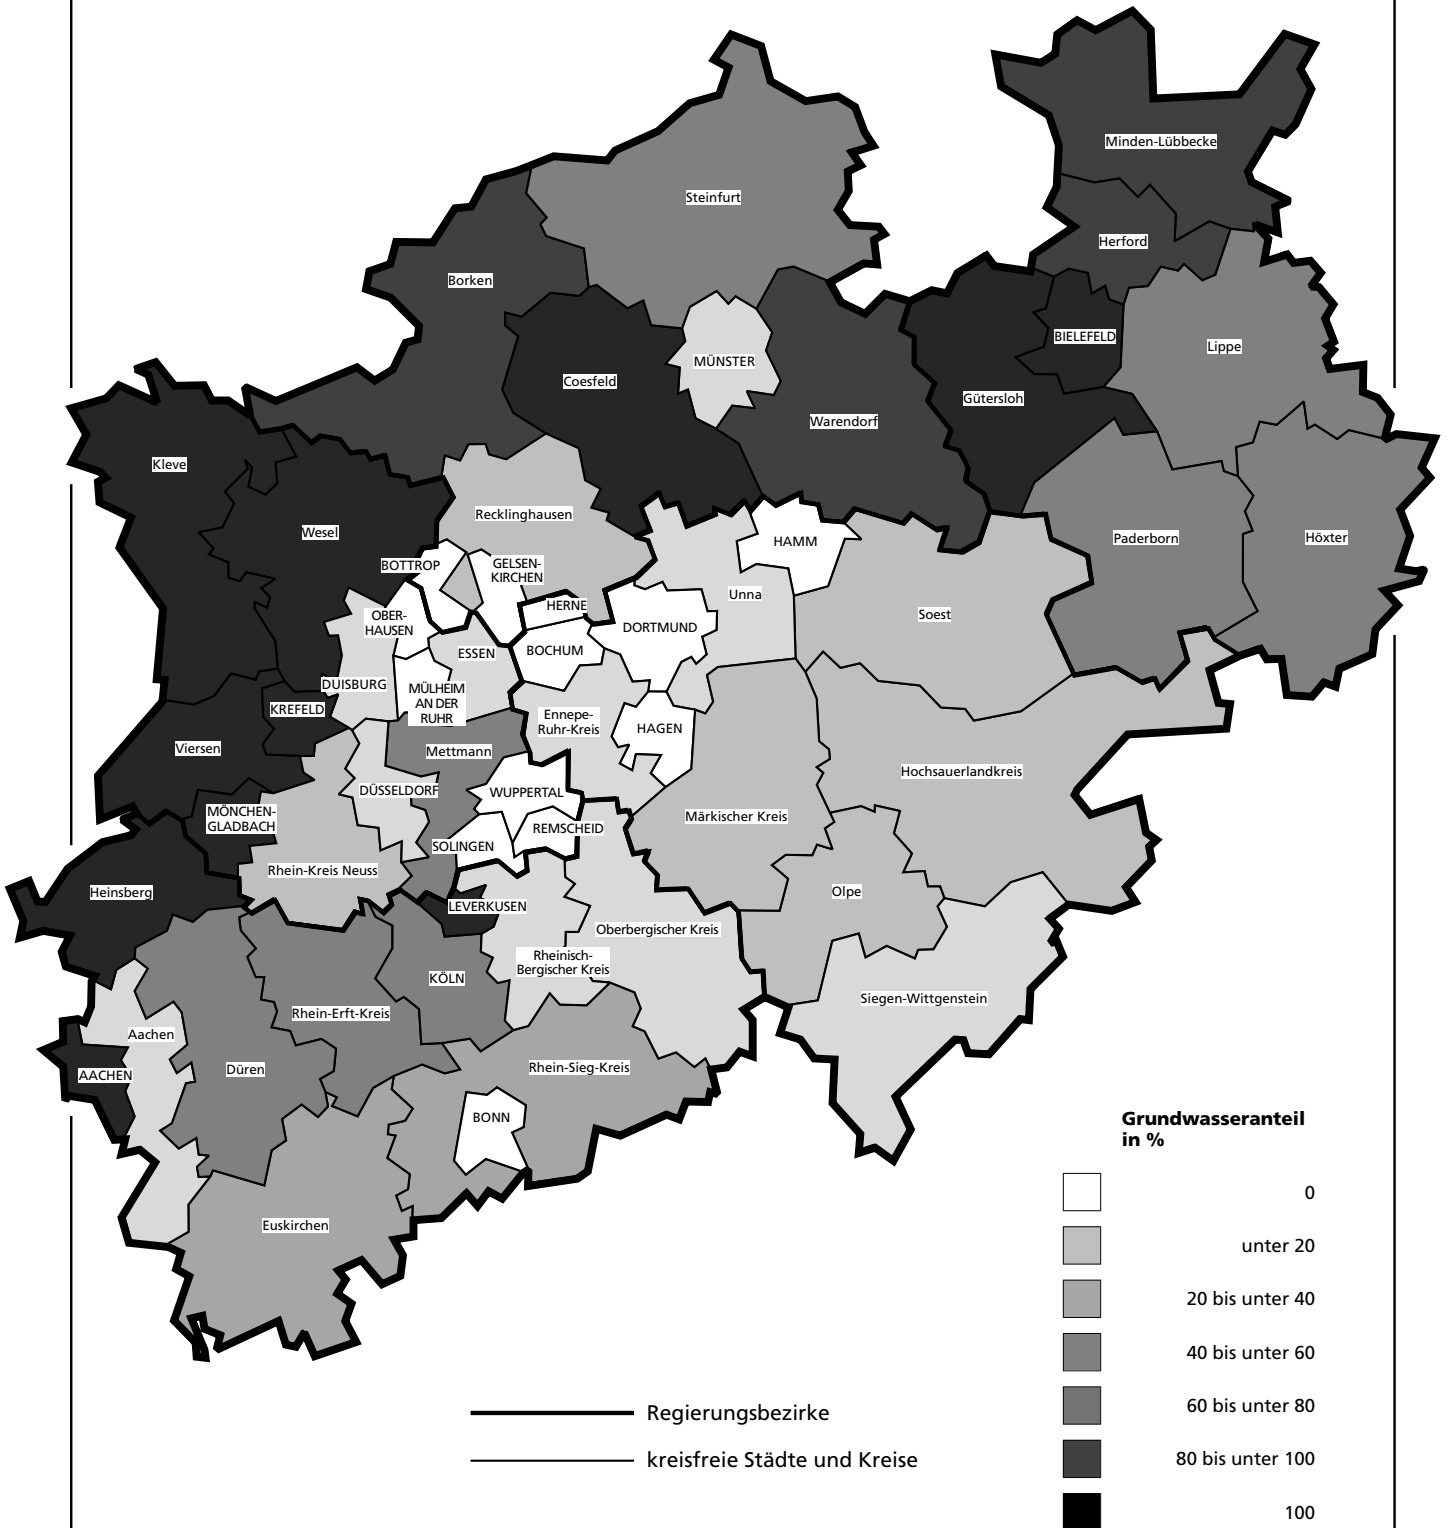 Minden-Lübbecke
Steinfurt
Herford
Borken
BIELEFELD
Lippe
MÜNSTER
Coesfeld
Gütersloh
Warendorf
Kleve
Recklinghausen
Wesel
Paderborn
Höxter
HAMM
BOTTROP
GELSEN-
KIRCHEN
Unna
HERNE
Soest
OBER-
HAUSEN
DORTMUND
ESSEN
BOCHUM
DUISBURG
MÜLHEIM
AN DER
RUHR
KREFELD
Ennepe-
Ruhr-Kreis
HAGEN
Viersen
Mettmann
Hochsauerlandkreis
DÜSSELDORF
WUPPERTAL
MÖNCHEN-
GLADBACH
Märkischer Kreis
REMSCHEID
SOLINGEN
Rhein-Kreis Neuss
Heinsberg
Olpe
LEVERKUSEN
Oberbergischer Kreis
Rheinisch-
Bergischer Kreis
KÖLN
Siegen-Wittgenstein
Rhein-Erft-Kreis
Aachen
Rhein-Sieg-Kreis
Düren
AACHEN
BONN
Euskirchen
Grundwasseranteil
in %
0
unter 20
20 bis unter 40
40 bis unter 60
60 bis unter 80
80 bis unter 100
100
Regierungsbezirke
kreisfreie Städte und Kreise